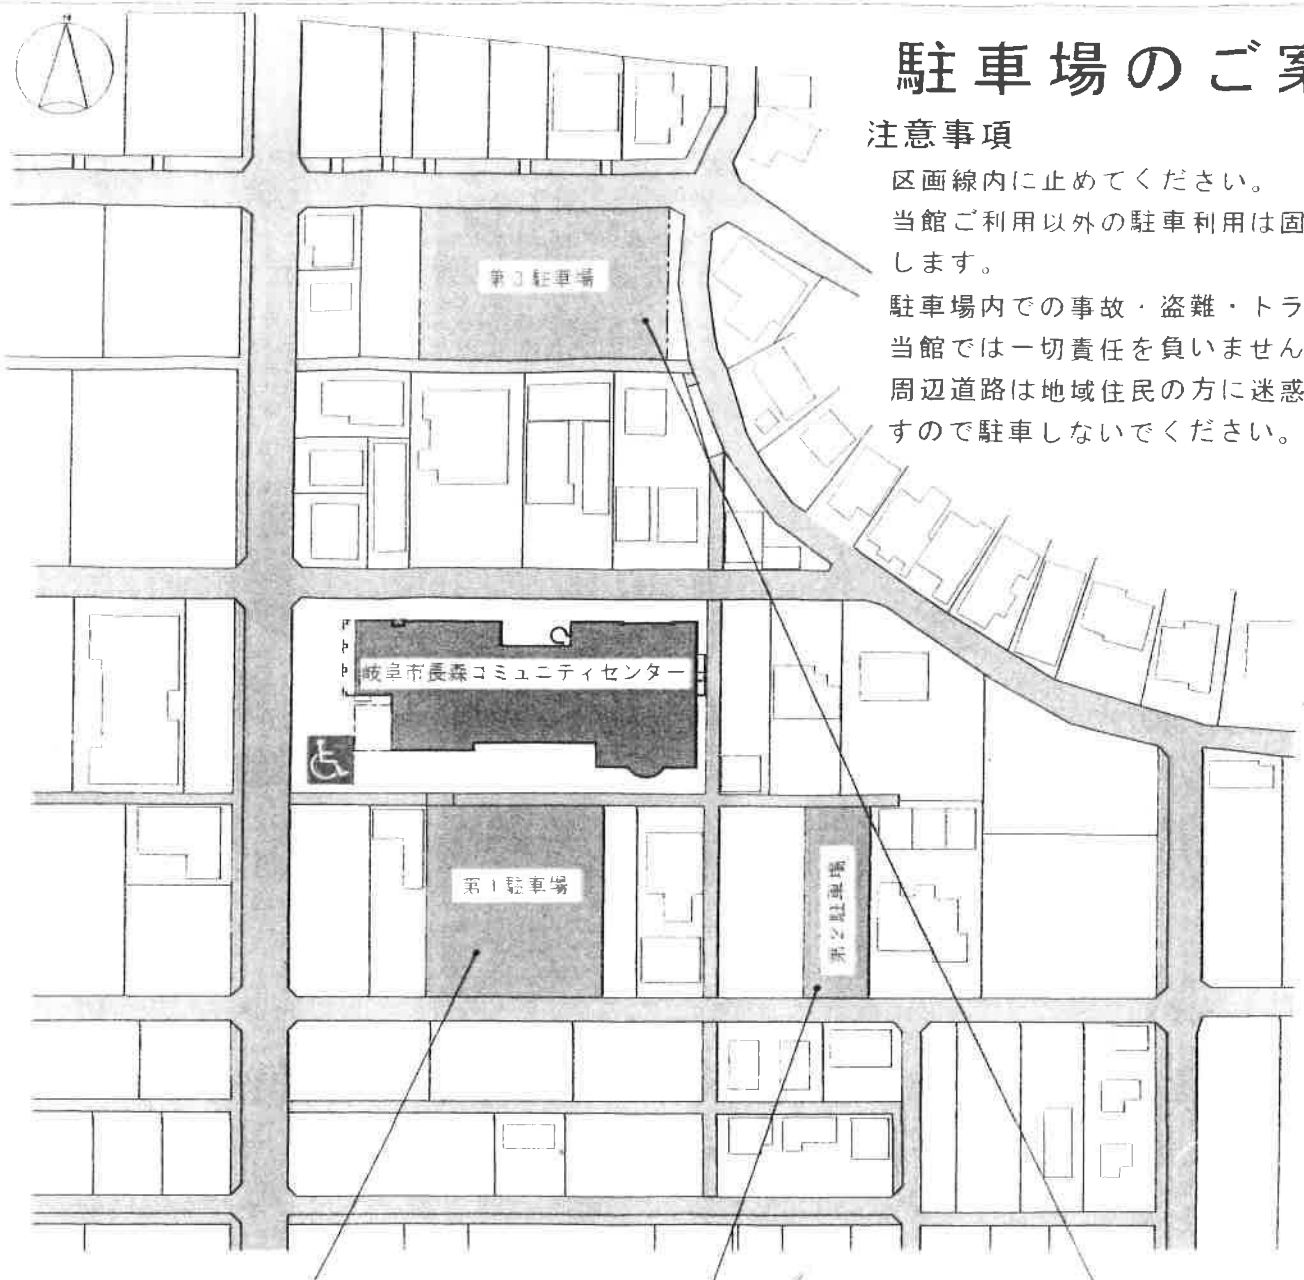 駐車場のご案
注意事項
区画線内に止めてください。
当館ご利用以外の駐車利用は固
します。
駐車場内での事故・盗難・トラ
当館では一切責任を負いません
周辺道路は地域住民の方に迷惑
すので駐車しないでください。
第3駐車場
岐阜市長森コミュニティセンター
第1駐車場
第2駐車場